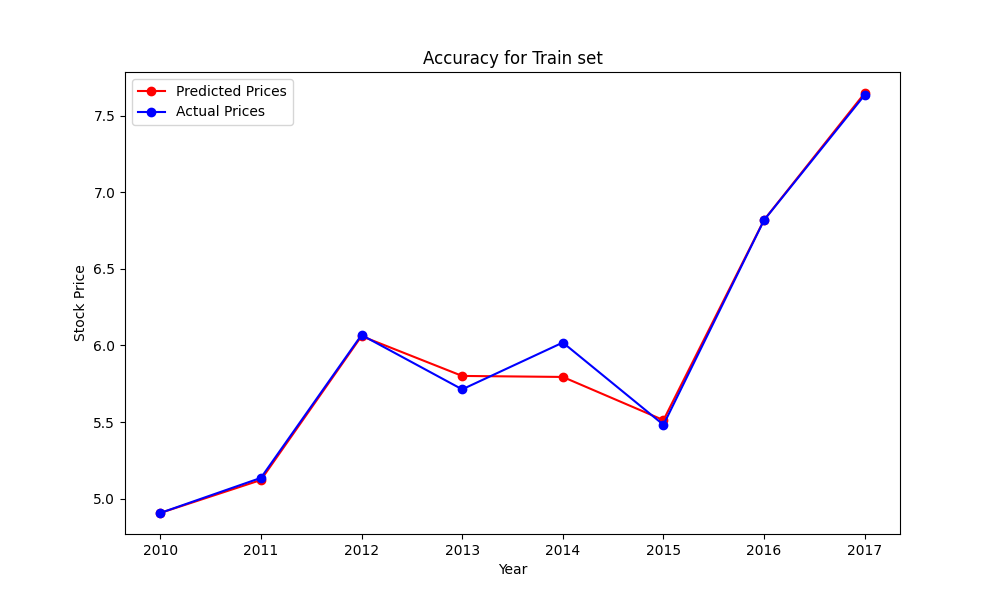 Accuracy for Train set
Predicted Prices
Actual Prices
Stock Price
7.5
7.0
6.5
6.0
5.5
5.0
2010 2011 2012 2013 2014 2015 2016 2017
Year